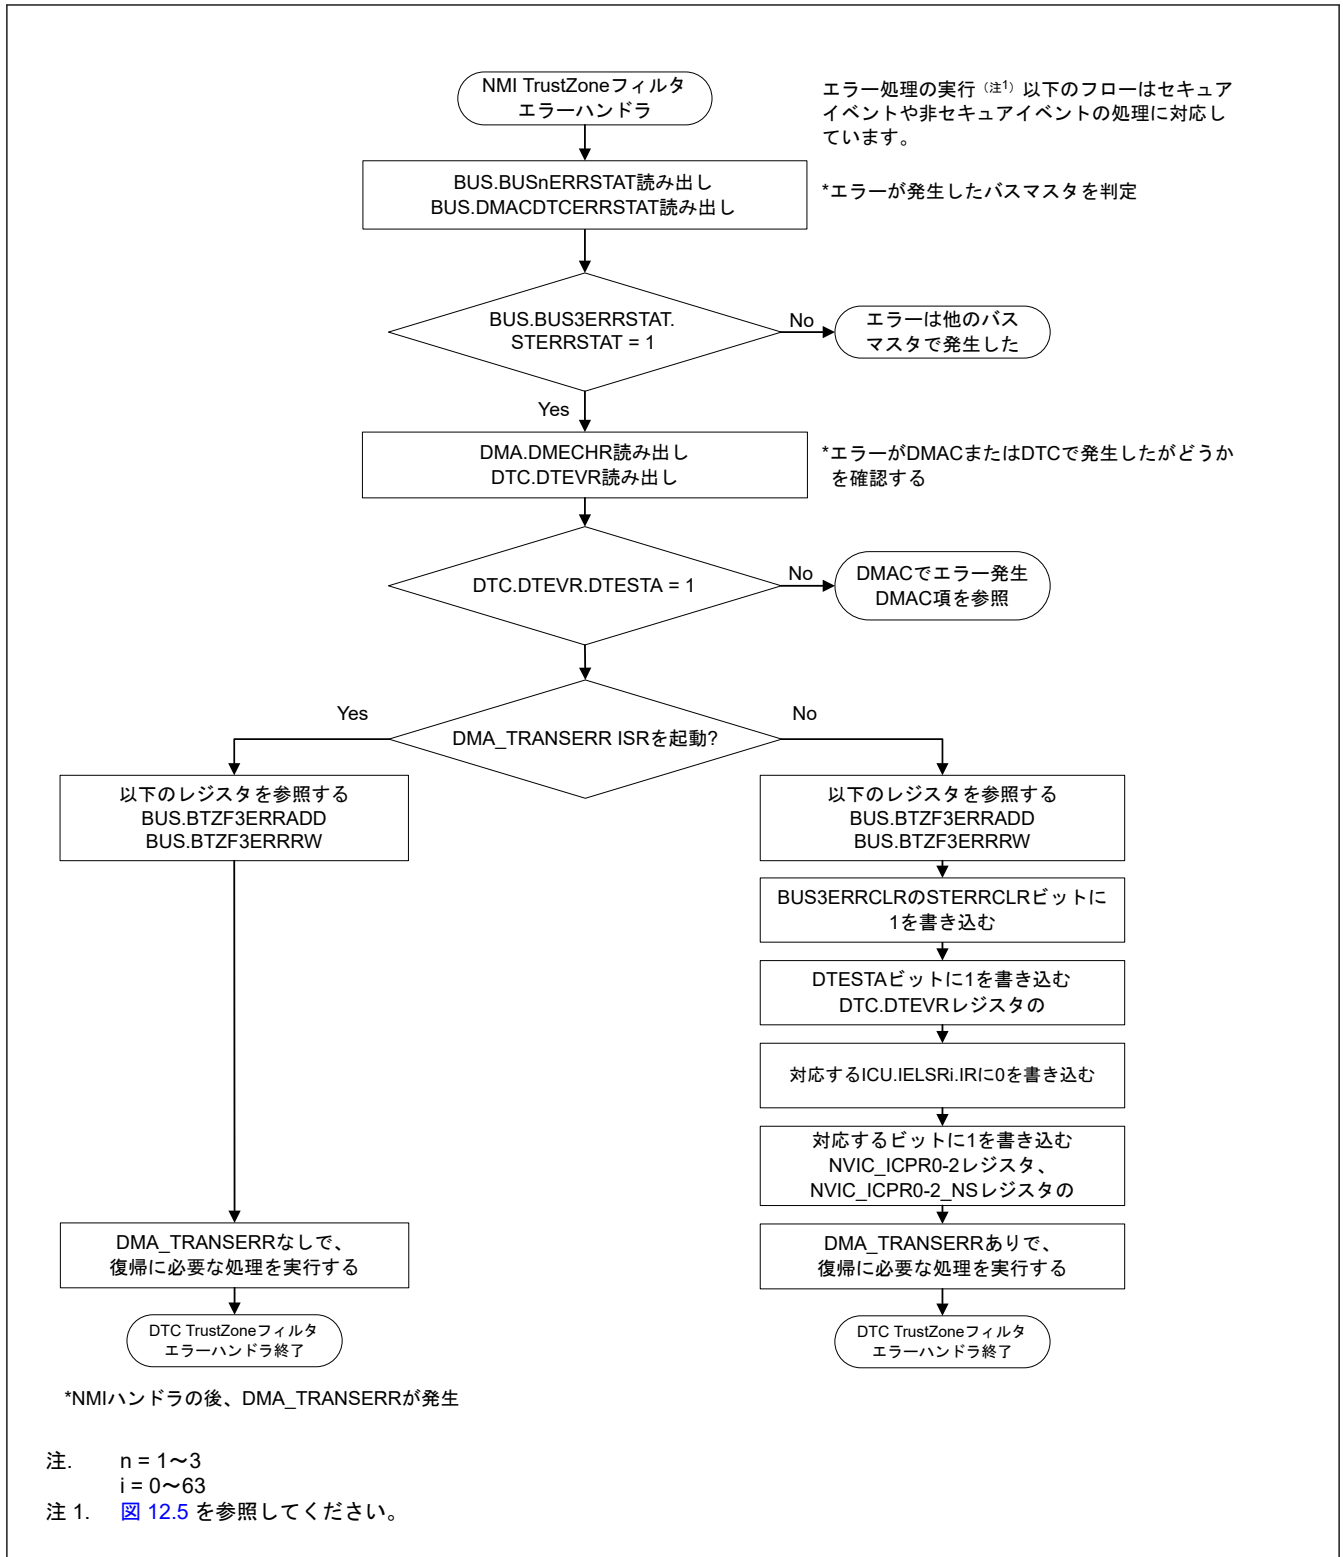 NMI TrustZoneフィルタ
エラーハンドラ
エラー処理の実行（注1）以下のフローはセキュア
イベントや非セキュアイベントの処理に対応し
ています。
BUS.BUSnERRSTAT読み出し
BUS.DMACDTCERRSTAT読み出し
*エラーが発生したバスマスタを判定
BUS.BUS3ERRSTAT.
STERRSTAT = 1
No
エラーは他のバス
マスタで発生した
Yes
DMA.DMECHR読み出し
DTC.DTEVR読み出し
*エラーがDMACまたはDTCで発生したがどうか
を確認する
DTC.DTEVR.DTESTA = 1
No
DMACでエラー発生
DMAC項を参照
Yes
DMA_TRANSERR ISRを起動?
No
以下のレジスタを参照する
BUS.BTZF3ERRADD
BUS.BTZF3ERRRW
以下のレジスタを参照する
BUS.BTZF3ERRADD
BUS.BTZF3ERRRW
BUS3ERRCLRのSTERRCLRビットに
1を書き込む
DTESTAビットに1を書き込む
DTC.DTEVRレジスタの
対応するICU.IELSRi.IRに0を書き込む
対応するビットに1を書き込む
NVIC_ICPR0-2レジスタ、
NVIC_ICPR0-2_NSレジスタの
DMA_TRANSERRなしで、
復帰に必要な処理を実行する
DMA_TRANSERRありで、
復帰に必要な処理を実行する
DTC TrustZoneフィルタ
エラーハンドラ終了
DTC TrustZoneフィルタ
エラーハンドラ終了
*NMIハンドラの後、DMA_TRANSERRが発生
注. n = 1～3
i = 0～63
注 1. 図 12.5 を参照してください。